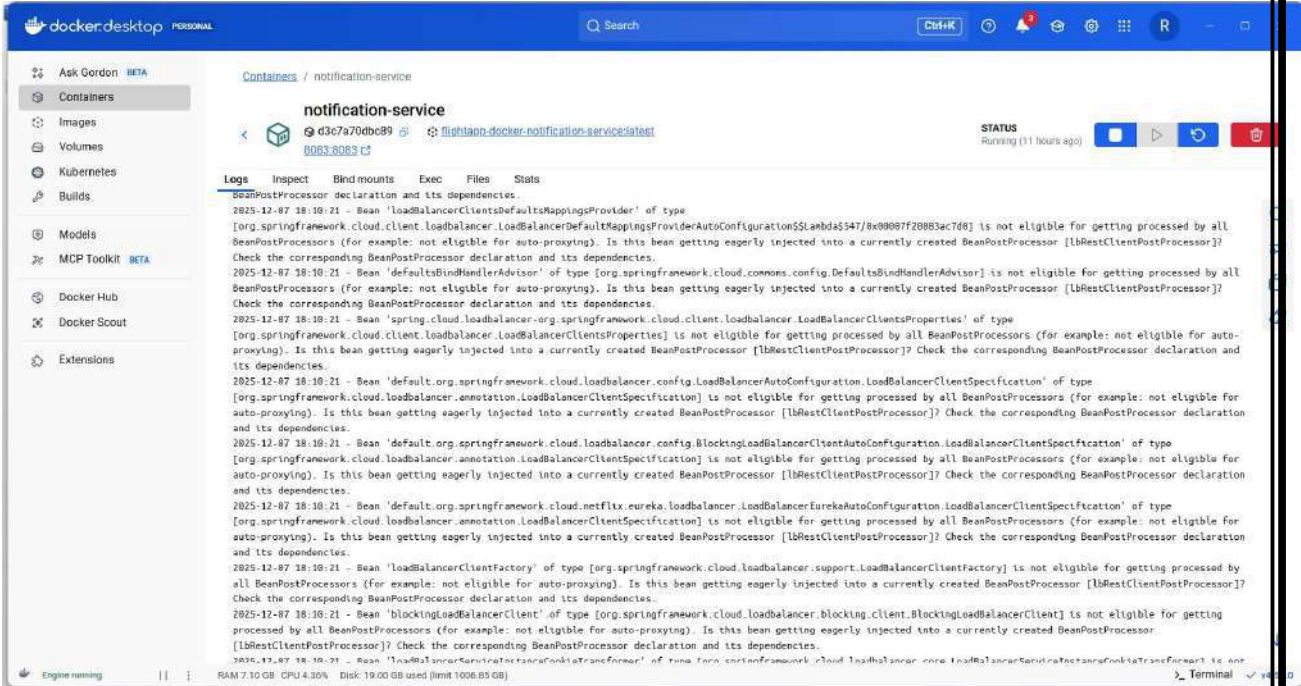 docker.desktop PERSONAL
Search
Ctrl+K
3
R
Ask Gordon BETA
Containers
Images
Volumes
Kubernetes
Builds
Models
MCP Toolkit BETA
Docker Hub
Docker Scout
Extensions
Containers / notification-service
notification-service
d3c7a70dbc89 flightapp-docker-notification-service:latest
8083:8083
STATUS
Running (11 hours ago)
Logs Inspect Bind mounts Exec Files Stats
BeanPostProcessor declaration and its dependencies.
2025-12-07 18:10:21 - Bean 'loadBalancerClientsDefaultsMappingsProvider' of type
[org.springframework.cloud.client.loadbalancer.LoadBalancerDefaultMappingsProviderAutoConfiguration$$Lambda$547/0x00007f20883ac7d0] is not eligible for getting processed by all
BeanPostProcessors (for example: not eligible for auto-proxying). Is this bean getting eagerly injected into a currently created BeanPostProcessor [lbRestClientPostProcessor]?
Check the corresponding BeanPostProcessor declaration and its dependencies.
2025-12-07 18:10:21 - Bean 'defaultsBindHandlerAdvisor' of type [org.springframework.cloud.commons.config.DefaultsBindHandlerAdvisor] is not eligible for getting processed by all
BeanPostProcessors (for example: not eligible for auto-proxying). Is this bean getting eagerly injected into a currently created BeanPostProcessor [lbRestClientPostProcessor]?
Check the corresponding BeanPostProcessor declaration and its dependencies.
2025-12-07 18:10:21 - Bean 'spring.cloud.loadbalancer-org.springframework.cloud.client.loadbalancer.LoadBalancerClientsProperties' of type
[org.springframework.cloud.client.loadbalancer.LoadBalancerClientsProperties] is not eligible for getting processed by all BeanPostProcessors (for example: not eligible for auto-
proxying). Is this bean getting eagerly injected into a currently created BeanPostProcessor [lbRestClientPostProcessor]? Check the corresponding BeanPostProcessor declaration and
its dependencies.
2025-12-07 18:10:21 - Bean 'default.org.springframework.cloud.loadbalancer.config.LoadBalancerAutoConfiguration.LoadBalancerClientSpecification' of type
[org.springframework.cloud.loadbalancer.annotation.LoadBalancerClientSpecification] is not eligible for getting processed by all BeanPostProcessors (for example: not eligible for
auto-proxying). Is this bean getting eagerly injected into a currently created BeanPostProcessor [lbRestClientPostProcessor]? Check the corresponding BeanPostProcessor declaration
and its dependencies.
2025-12-07 18:10:21 - Bean 'default.org.springframework.cloud.loadbalancer.config.BlockingLoadBalancerClientAutoConfiguration.LoadBalancerClientSpecification' of type
[org.springframework.cloud.loadbalancer.annotation.LoadBalancerClientSpecification] is not eligible for getting processed by all BeanPostProcessors (for example: not eligible for
auto-proxying). Is this bean getting eagerly injected into a currently created BeanPostProcessor [lbRestClientPostProcessor]? Check the corresponding BeanPostProcessor declaration
and its dependencies.
2025-12-07 18:10:21 - Bean 'default.org.springframework.cloud.netflix.eureka.loadbalancer.LoadBalancerEurekaAutoConfiguration.LoadBalancerClientSpecification' of type
[org.springframework.cloud.loadbalancer.annotation.LoadBalancerClientSpecification] is not eligible for getting processed by all BeanPostProcessors (for example: not eligible for
auto-proxying). Is this bean getting eagerly injected into a currently created BeanPostProcessor [lbRestClientPostProcessor]? Check the corresponding BeanPostProcessor declaration
and its dependencies.
2025-12-07 18:10:21 - Bean 'loadBalancerClientFactory' of type [org.springframework.cloud.loadbalancer.support.LoadBalancerClientFactory] is not eligible for getting processed by
all BeanPostProcessors (for example: not eligible for auto-proxying). Is this bean getting eagerly injected into a currently created BeanPostProcessor [lbRestClientPostProcessor]?
Check the corresponding BeanPostProcessor declaration and its dependencies.
2025-12-07 18:10:21 - Bean 'blockingLoadBalancerClient' of type [org.springframework.cloud.loadbalancer.blocking.client.BlockingLoadBalancerClient] is not eligible for getting
processed by all BeanPostProcessors (for example: not eligible for auto-proxying). Is this bean getting eagerly injected into a currently created BeanPostProcessor
[lbRestClientPostProcessor]? Check the corresponding BeanPostProcessor declaration and its dependencies.
2025-12-07 18:10:21 - Bean 'loadBalancerServiceInstanceCookieTransformer' of type [org.springframework.cloud.loadbalancer.core.LoadBalancerServiceInstanceCookieTransformer] is not
Engine running
RAM 7.10 GB CPU 4.36% Disk: 19.00 GB used (limit 1006.85 GB)
Terminal